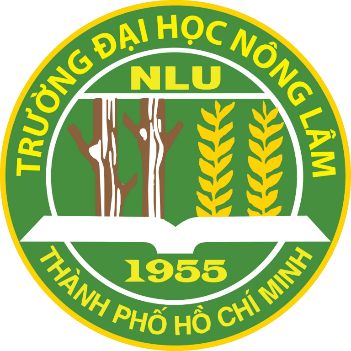 TRƯỜNG ĐẠI HỌC NÔNG LÂM
NLU
1955
THÀNH PHỐ HỒ CHÍ MINH